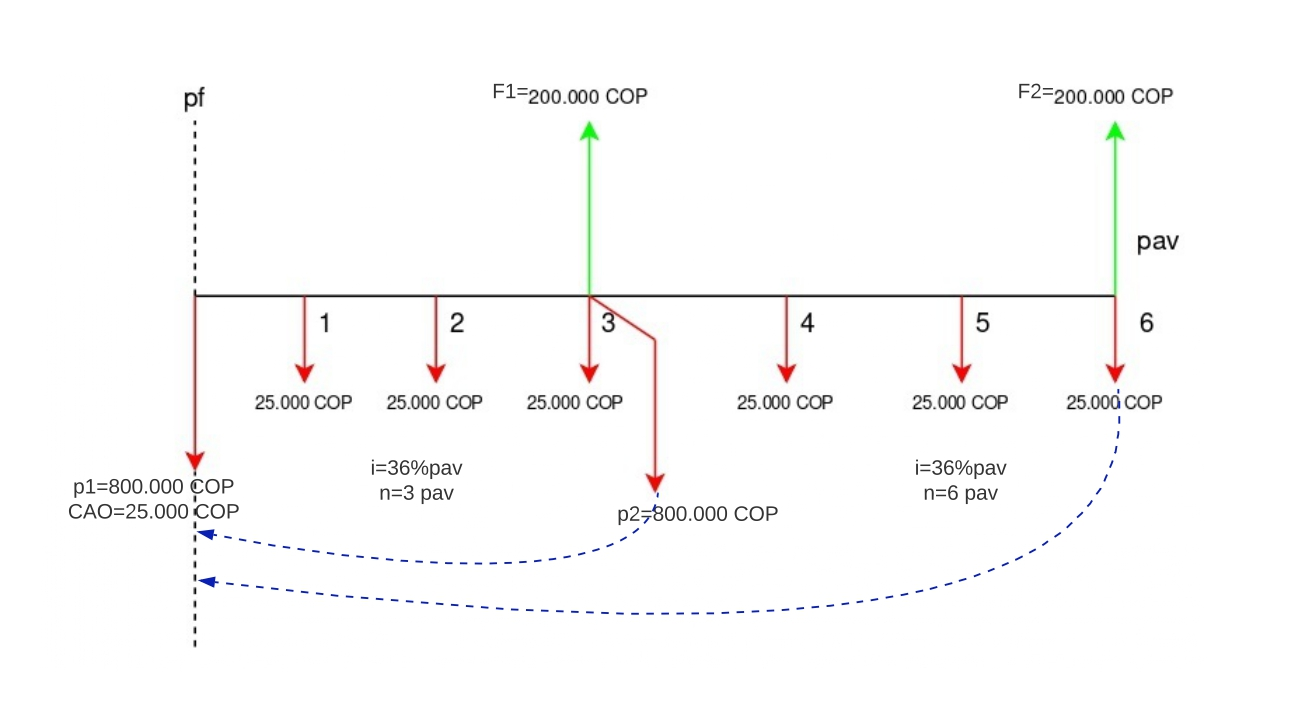 pf
F1=200.000 COP
F2=200.000 COP
pav
1
2
3
4
5
6
25.000 COP
25.000 COP
25.000 COP
25.000 COP
25.000 COP
25.000 COP
i=36%pav
n=3 pav
i=36%pav
n=6 pav
p1=800.000 COP
CAO=25.000 COP
p2=800.000 COP